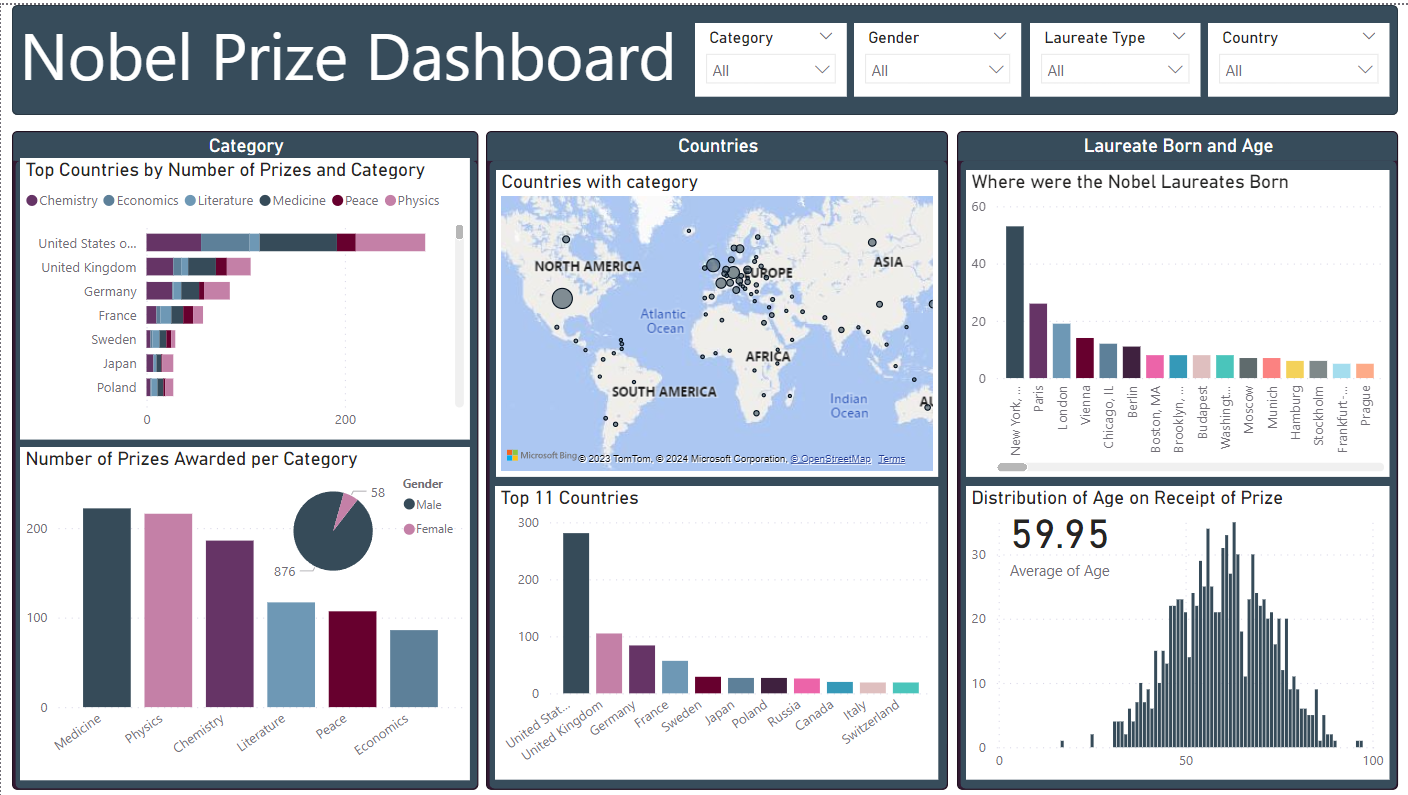 Nobel Prize Dashboard
Category
All
Gender
All
Laureate Type
All
Country
All
Category
Top Countries by Number of Prizes and Category
Chemistry Economics Literature Medicine Peace Physics
United States o...
United Kingdom
Germany
France
Sweden
Japan
Poland
0 200
Number of Prizes Awarded per Category
Gender
Male
Female
58
876
200
100
0
Medicine
Physics
Chemistry
Literature
Peace
Economics
Countries
Countries with category
NORTH AMERICA
EUROPE
ASIA
Atlantic
Ocean
AFRICA
SOUTH AMERICA
Indian
Ocean
AU
Microsoft Bing
© 2023 TomTom, © 2024 Microsoft Corporation, © OpenStreetMap Terms
Top 11 Countries
300
200
100
0
United Stat...
United Kingdom
Germany
France
Sweden
Japan
Poland
Russia
Canada
Italy
Switzerland
Laureate Born and Age
Where were the Nobel Laureates Born
60
40
20
0
New York, ...
Paris
London
Vienna
Chicago, IL
Berlin
Boston, MA
Brooklyn, ...
Budapest
Washingt...
Moscow
Munich
Hamburg
Stockholm
Frankfurt-...
Prague
Distribution of Age on Receipt of Prize
59.95
Average of Age
30
20
10
0
0 50 100